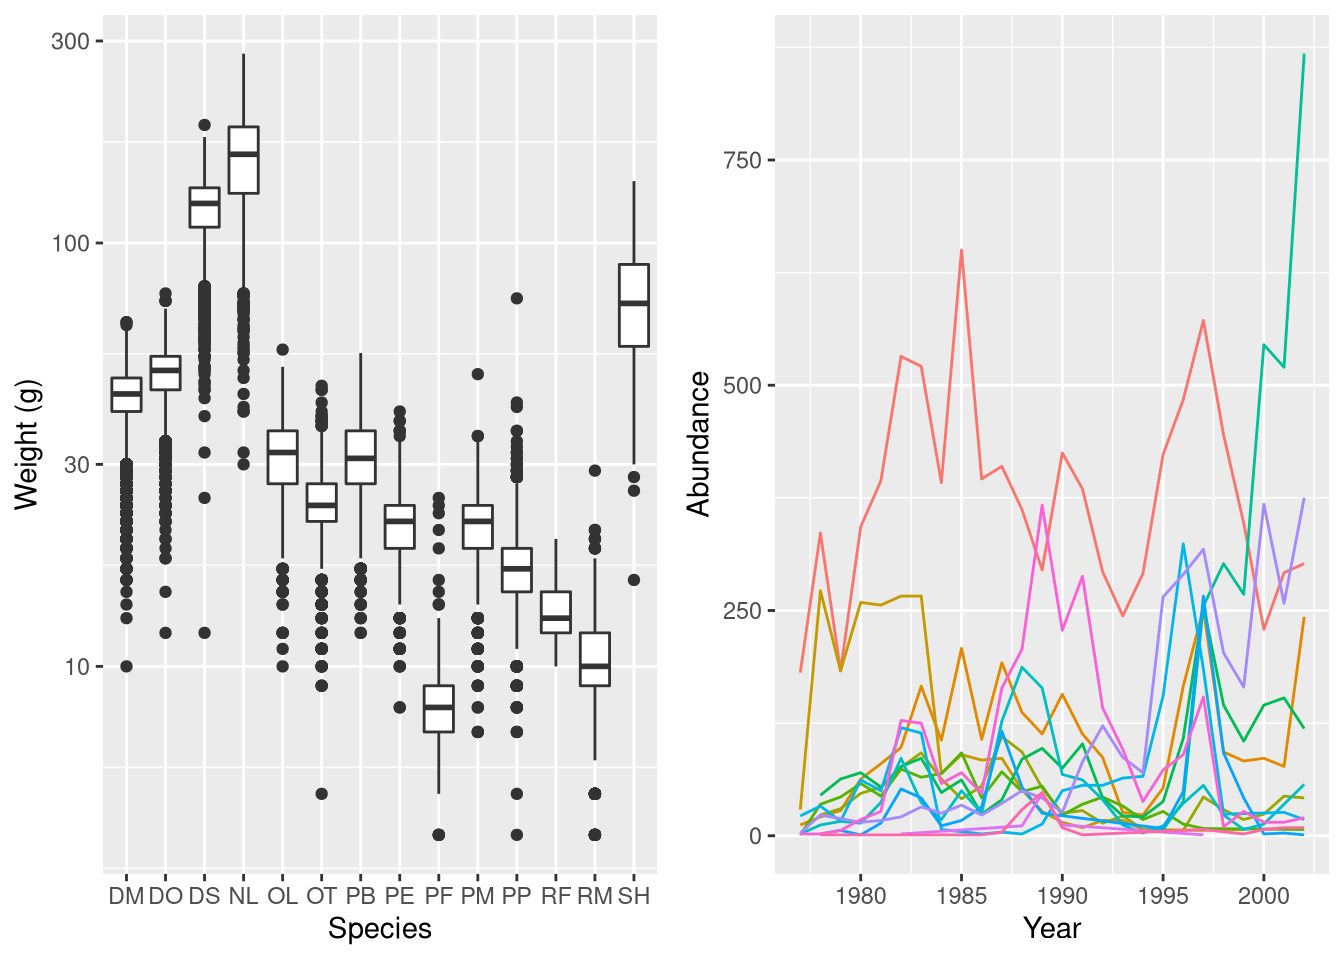 300
100
30
10
Weight (g)
DM DO DS NL OL OT PB PE PF PM PP RF RM SH
Species
750
500
250
0
Abundance
1980 1985 1990 1995 2000
Year